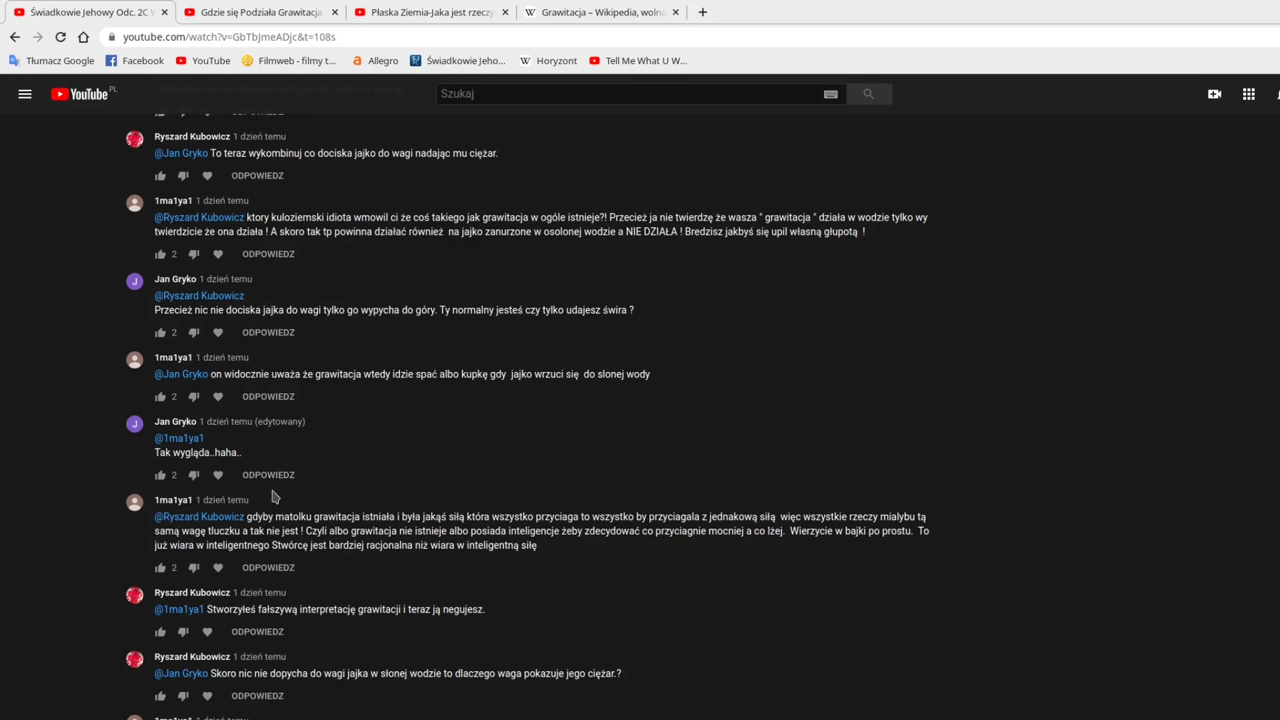 Świadkowie Jehowy Odc. 2C W
Gdzie się Podziała Grawitacja
Płaska Ziemia-Jaka jest rzeczy
Grawitacja – Wikipedia, wolna
youtube.com/watch?v=GbTbJmeADjc&t=108s
Tłumacz Google
Facebook
YouTube
Filmweb - filmy t...
Allegro
Świadkowie Jeho...
Horyzont
Tell Me What U W...
YouTube PL
Szukaj
ODPOWIEDZ
Ryszard Kubowicz 1 dzień temu
@Jan Gryko To teraz wykombinuj co dociska jajko do wagi nadając mu ciężar.
ODPOWIEDZ
1ma1ya1 1 dzień temu
@Ryszard Kubowicz ktory kuloziemski idiota wmowil ci że coś takiego jak grawitacja w ogóle istnieje?! Przecież ja nie twierdzę że wasza " grawitacja " działa w wodzie tylko wy
twierdzicie że ona działa ! A skoro tak tp powinna działać również na jajko zanurzone w osolonej wodzie a NIE DZIAŁA ! Bredzisz jakbyś się upil własną głupotą !
2 ODPOWIEDZ
Jan Gryko 1 dzień temu
@Ryszard Kubowicz
Przecież nic nie dociska jajka do wagi tylko go wypycha do góry. Ty normalny jesteś czy tylko udajesz świra ?
2 ODPOWIEDZ
1ma1ya1 1 dzień temu
@Jan Gryko on widocznie uważa że grawitacja wtedy idzie spać albo kupkę gdy jajko wrzuci się do slonej wody
2 ODPOWIEDZ
Jan Gryko 1 dzień temu (edytowany)
@1ma1ya1
Tak wygląda..haha..
2 ODPOWIEDZ
1ma1ya1 1 dzień temu
@Ryszard Kubowicz gdyby matolku grawitacja istniała i była jakąś siłą która wszystko przyciaga to wszystko by przyciagala z jednakową siłą więc wszystkie rzeczy mialybu tą
samą wagę tluczku a tak nie jest ! Czyli albo grawitacja nie istnieje albo posiada inteligencje żeby zdecydować co przyciagnie mocniej a co lżej. Wierzycie w bajki po prostu. To
już wiara w inteligentnego Stwórcę jest bardziej racjonalna niż wiara w inteligentną siłę
2 ODPOWIEDZ
Ryszard Kubowicz 1 dzień temu
@1ma1ya1 Stworzyłeś fałszywą interpretację grawitacji i teraz ją negujesz.
ODPOWIEDZ
Ryszard Kubowicz 1 dzień temu
@Jan Gryko Skoro nic nie dopycha do wagi jajka w słonej wodzie to dlaczego waga pokazuje jego ciężar.?
ODPOWIEDZ